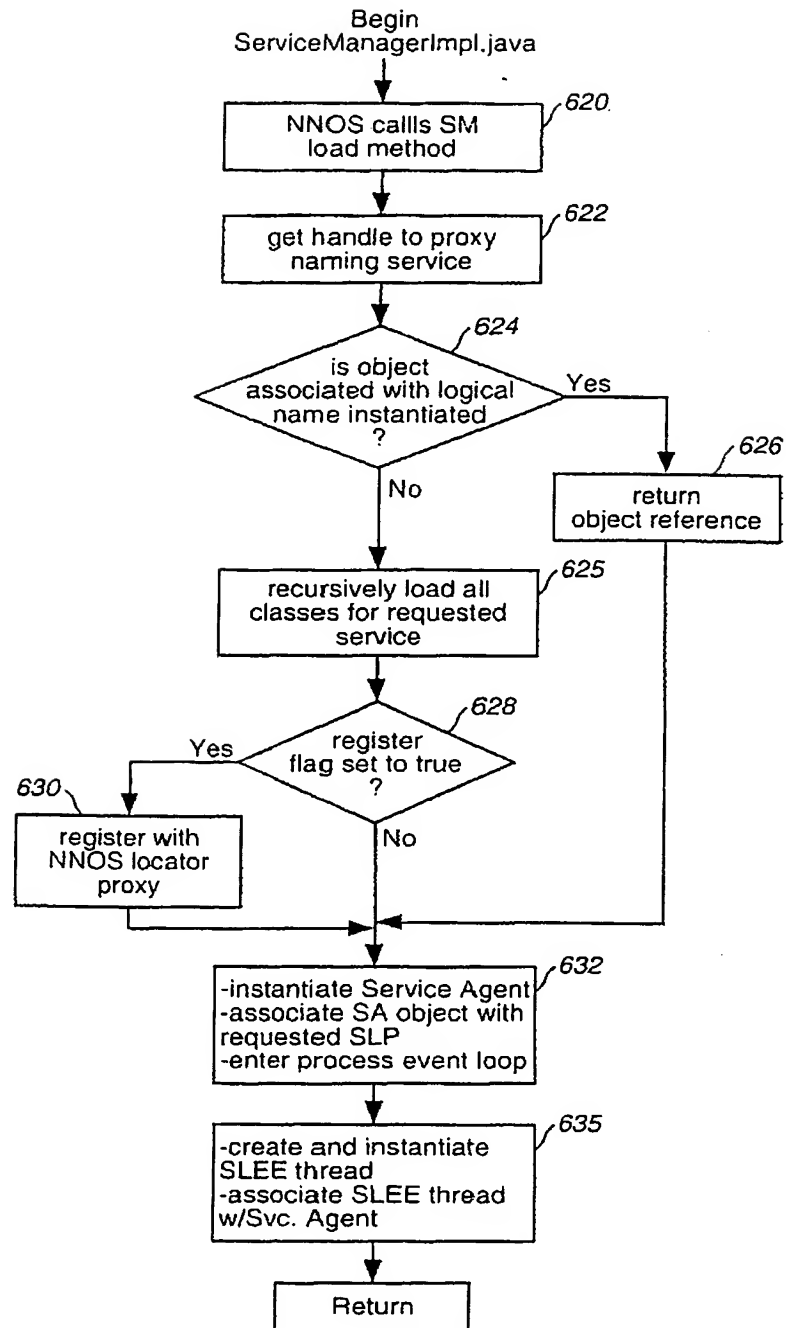 Begin
ServiceManagerImpl.java
620
NNOS callls SM
load method
622
get handle to proxy
naming service
624
is object
associated with logical
name instantiated
?
Yes
626
return
object reference
No
625
recursively load all
classes for requested
service
628
register
flag set to true
?
Yes
630
register with
NNOS locator
proxy
No
632
-instantiate Service Agent
-associate SA object with
requested SLP
-enter process event loop
635
-create and instantiate
SLEE thread
-associate SLEE thread
w/Svc. Agent
Return